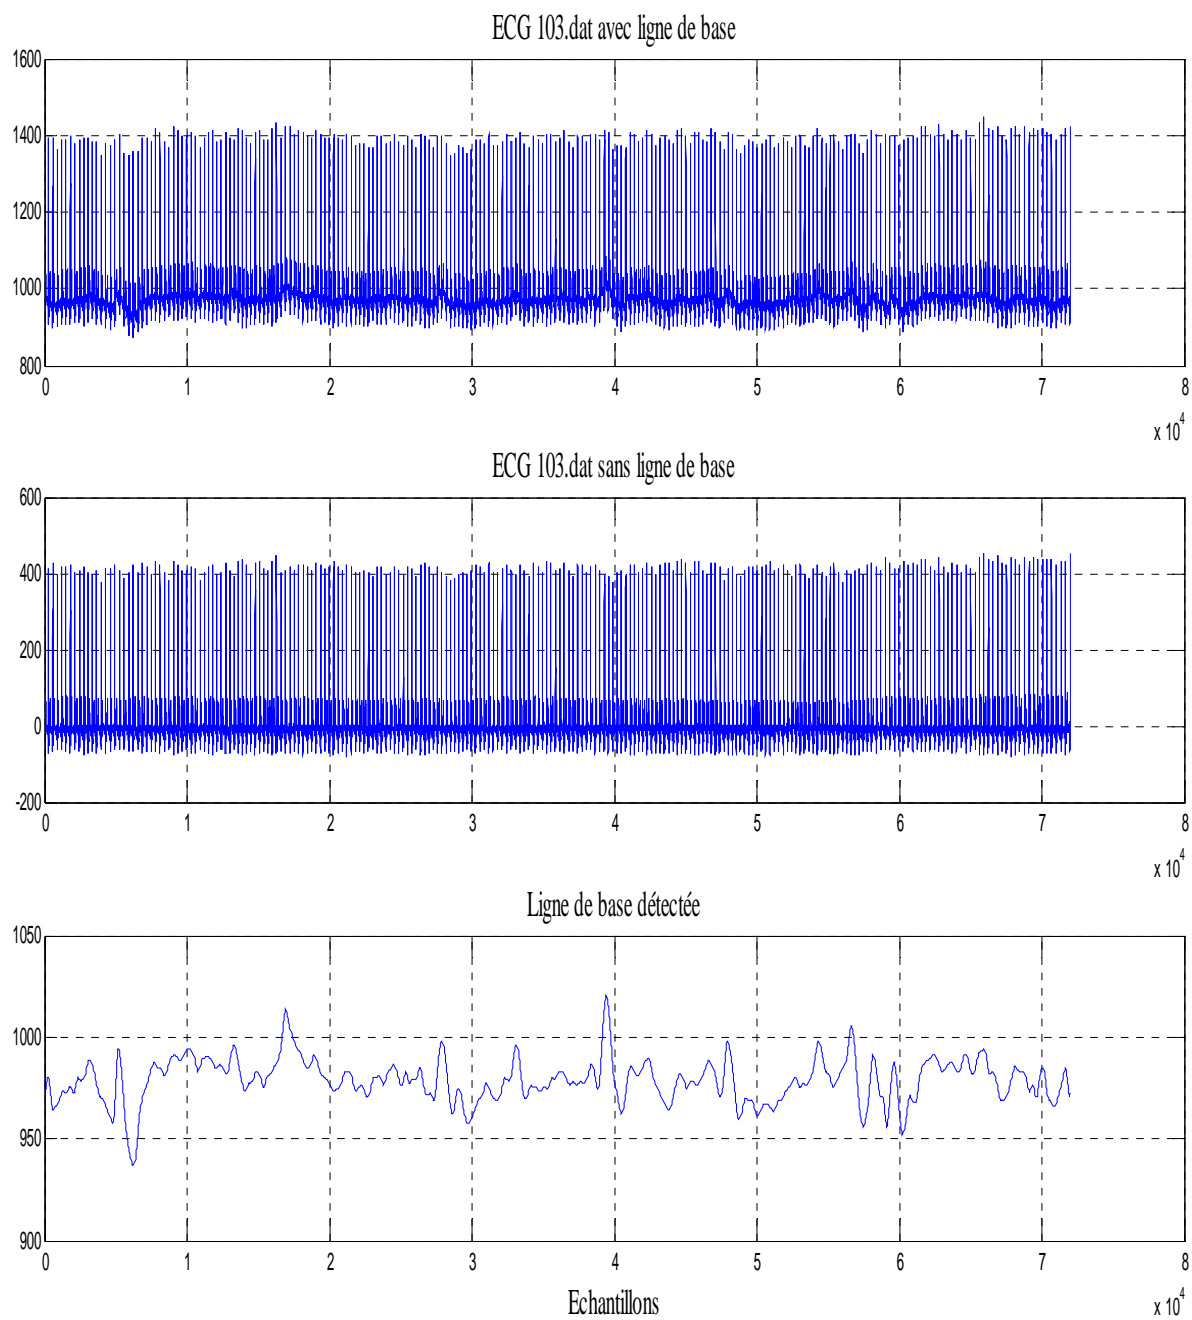 ECG 103.dat avec ligne de base
1600
1400
1200
1000
800
0 1 2 3 4 5 6 7 8
x 10^4
ECG 103.dat sans ligne de base
600
400
200
0
-200
0 1 2 3 4 5 6 7 8
x 10^4
Ligne de base détectée
1050
1000
950
900
0 1 2 3 4 5 6 7 8
Echantillons
x 10^4